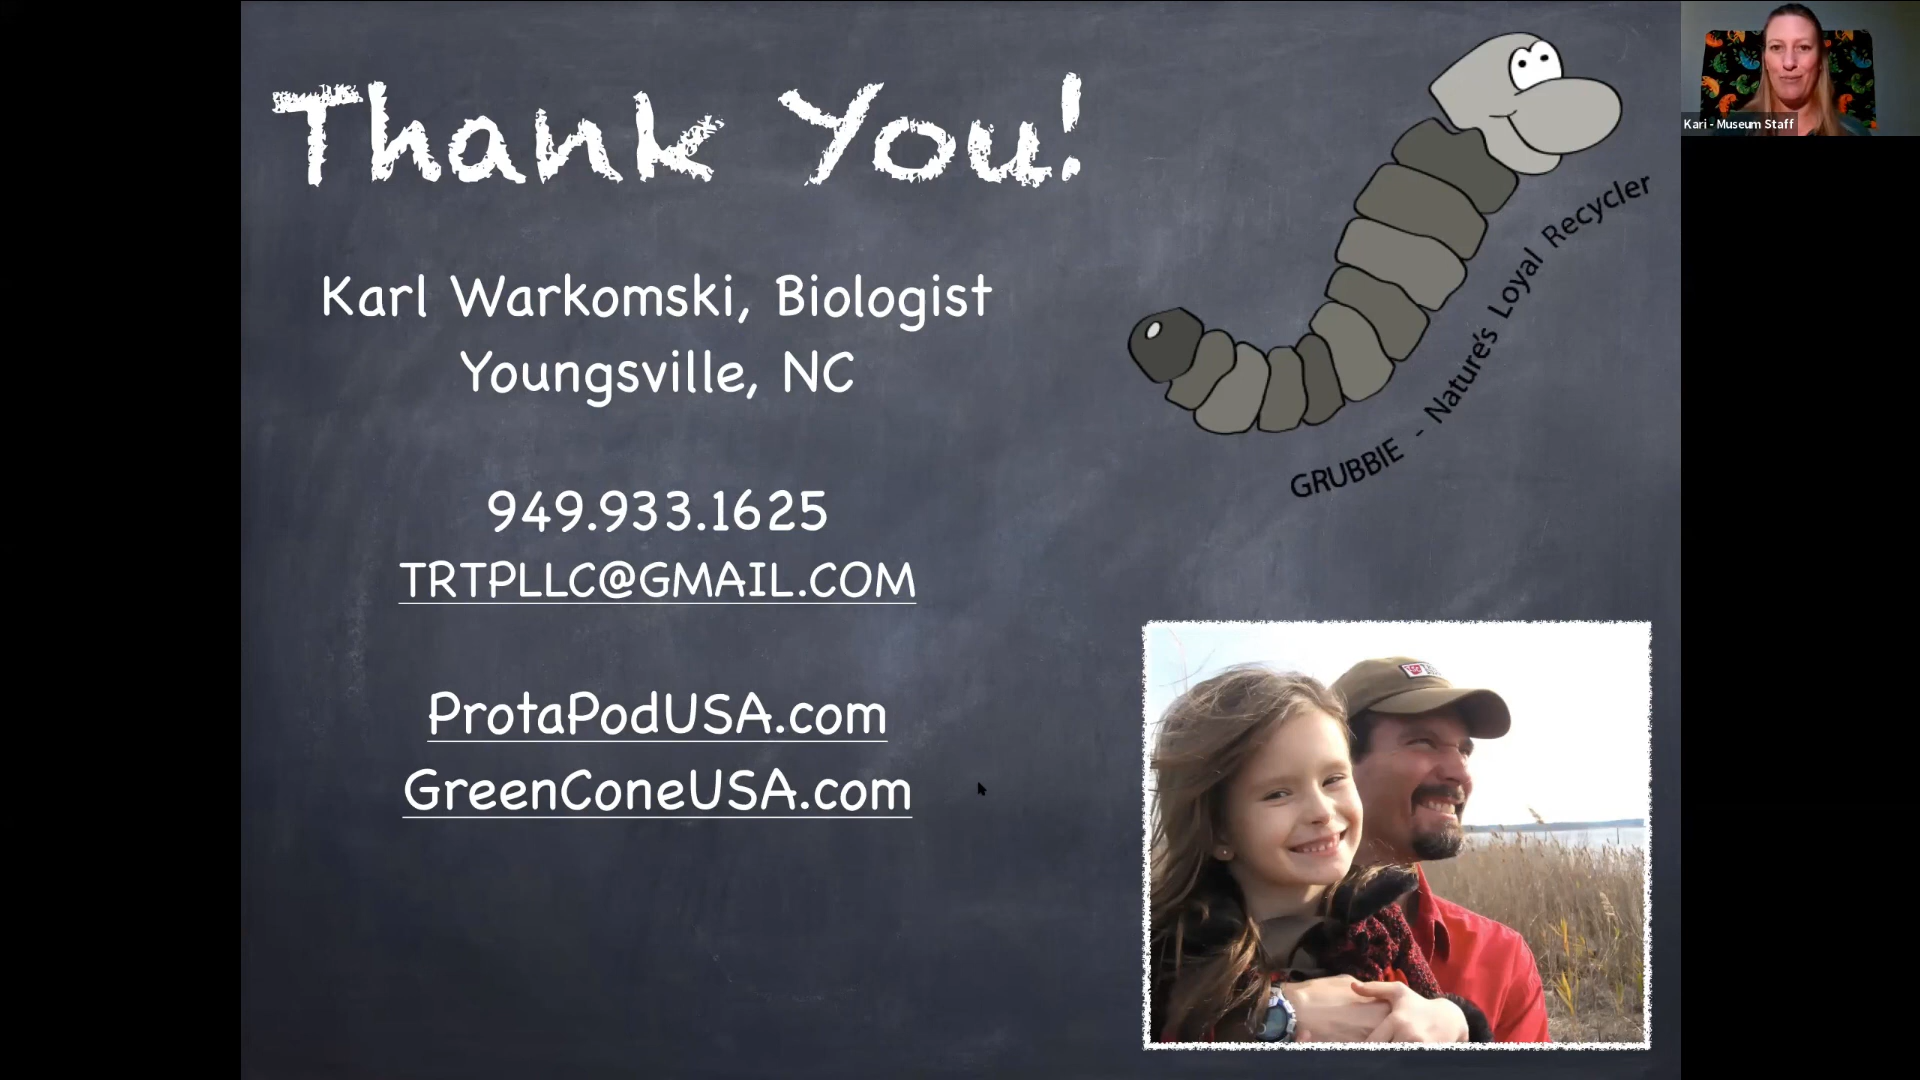 Thank You!
Karl Warkomski, Biologist
Youngsville, NC
949.933.1625
TRTPLLC@GMAIL.COM
ProtaPodUSA.com
GreenConeUSA.com
GRUBBIE - Nature's Loyal Recycler
Kari - Museum Staff